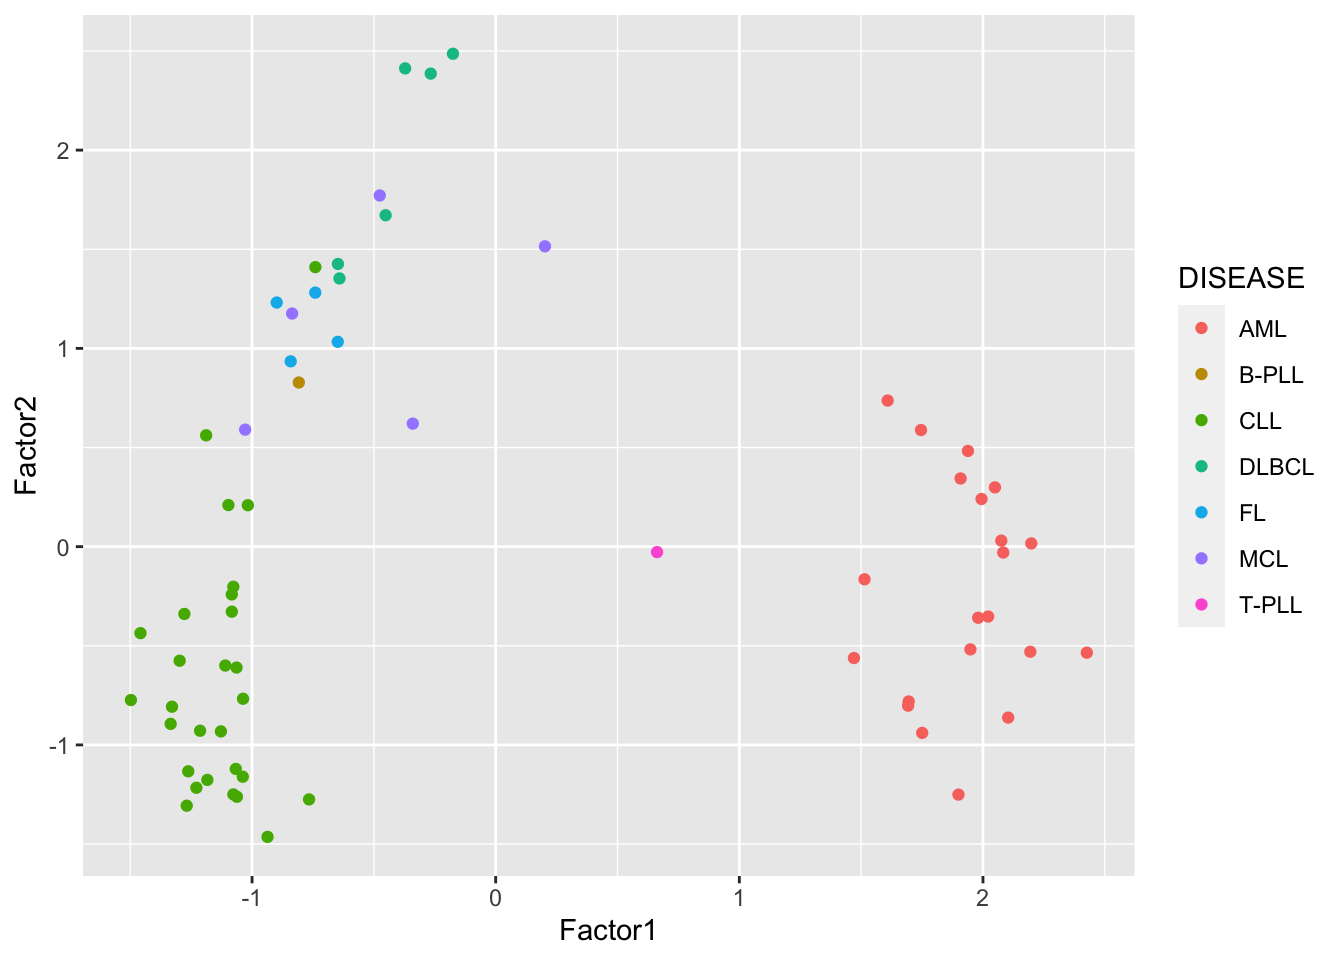 2
1
0
-1
-1
0
1
2
Factor1
Factor2
DISEASE
AML
B-PLL
CLL
DLBCL
FL
MCL
T-PLL